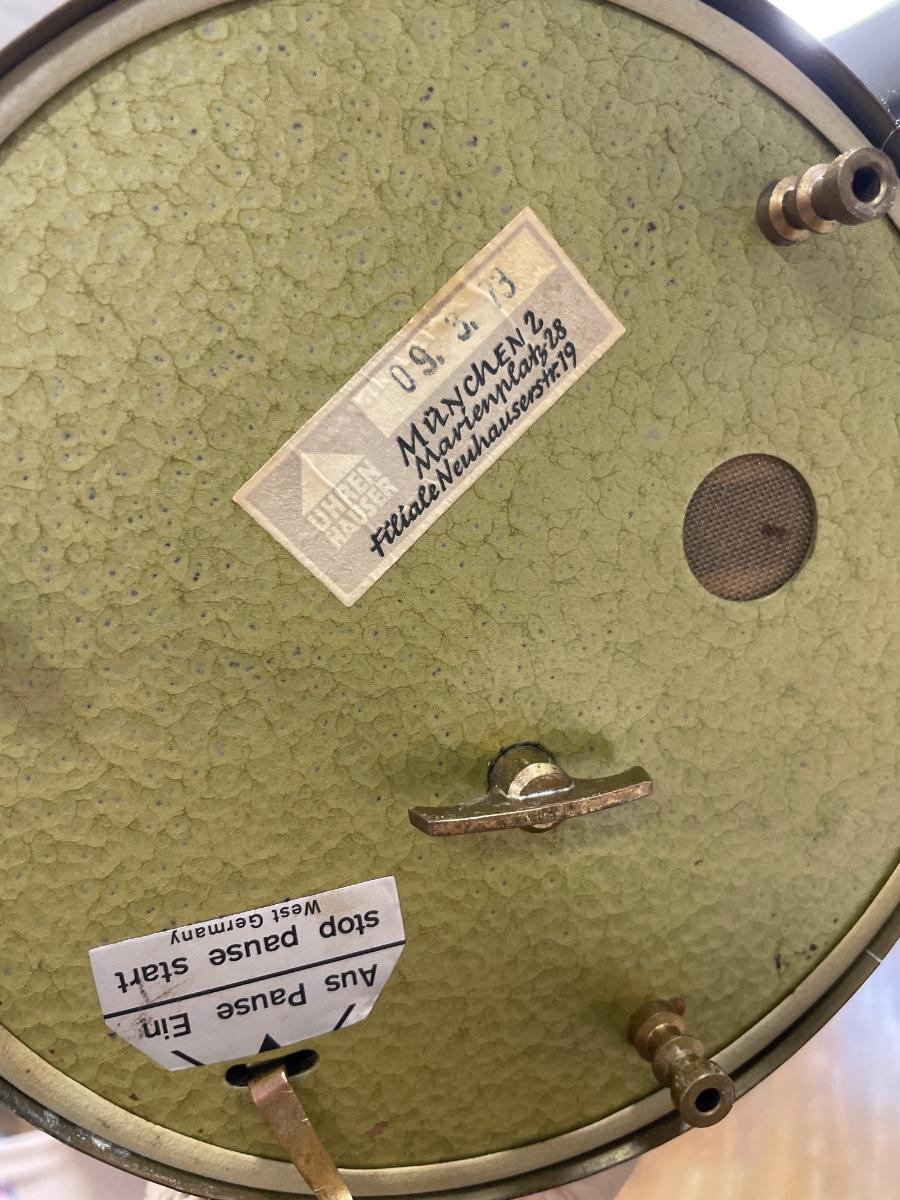 09. 3. 73
MÜNCHEN 2
Marienplatz 28
Filiale Neuhauserstr. 19
UHREN
HAUSER
Aus Pause Ein
stop pause start
West Germany